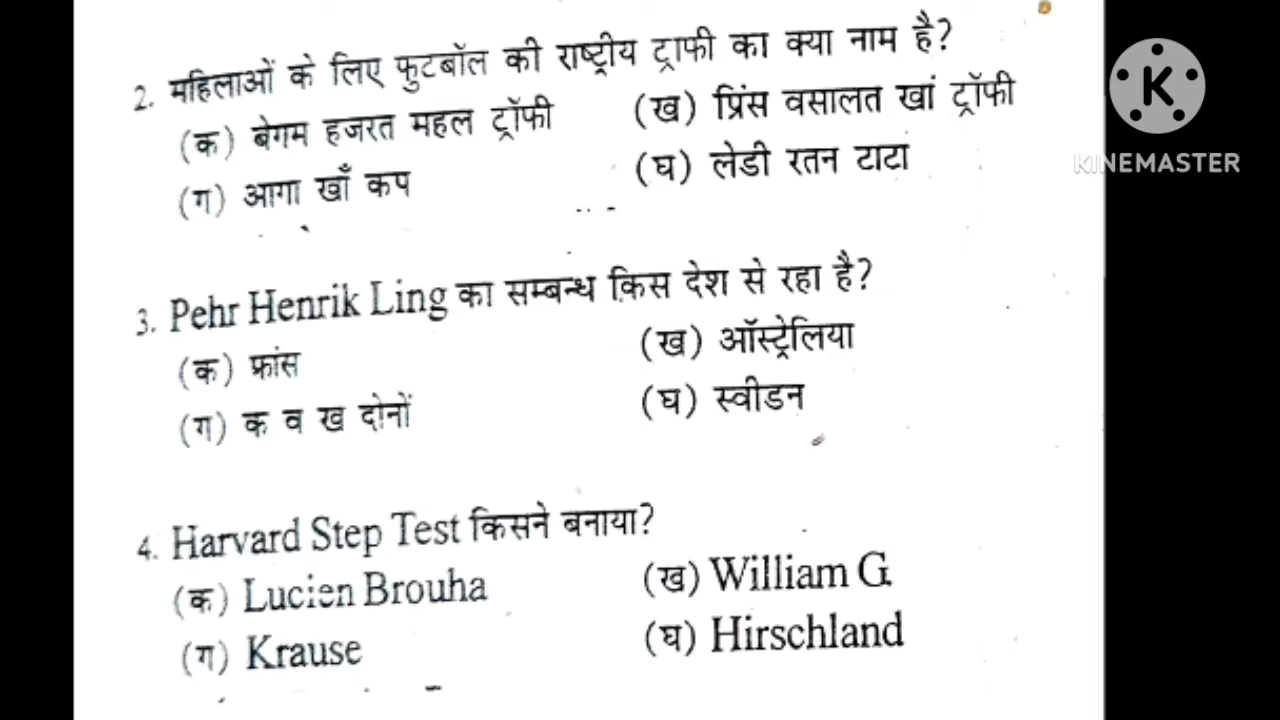 2. महिलाओं के लिए फुटबॉल की राष्ट्रीय ट्राफी का क्या नाम है?
(क) बेगम हजरत महल ट्रॉफी (ख) प्रिंस वसालत खां ट्रॉफी
(ग) आगा खाँ कप (घ) लेडी रतन टाटा
3. Pehr Henrik Ling का सम्बन्ध किस देश से रहा है?
(क) फ्रांस (ख) ऑस्ट्रेलिया
(ग) क व ख दोनों (घ) स्वीडन
4. Harvard Step Test किसने बनाया?
(क) Lucien Brouha (ख) William G.
(ग) Krause (घ) Hirschland
K
KINEMASTER